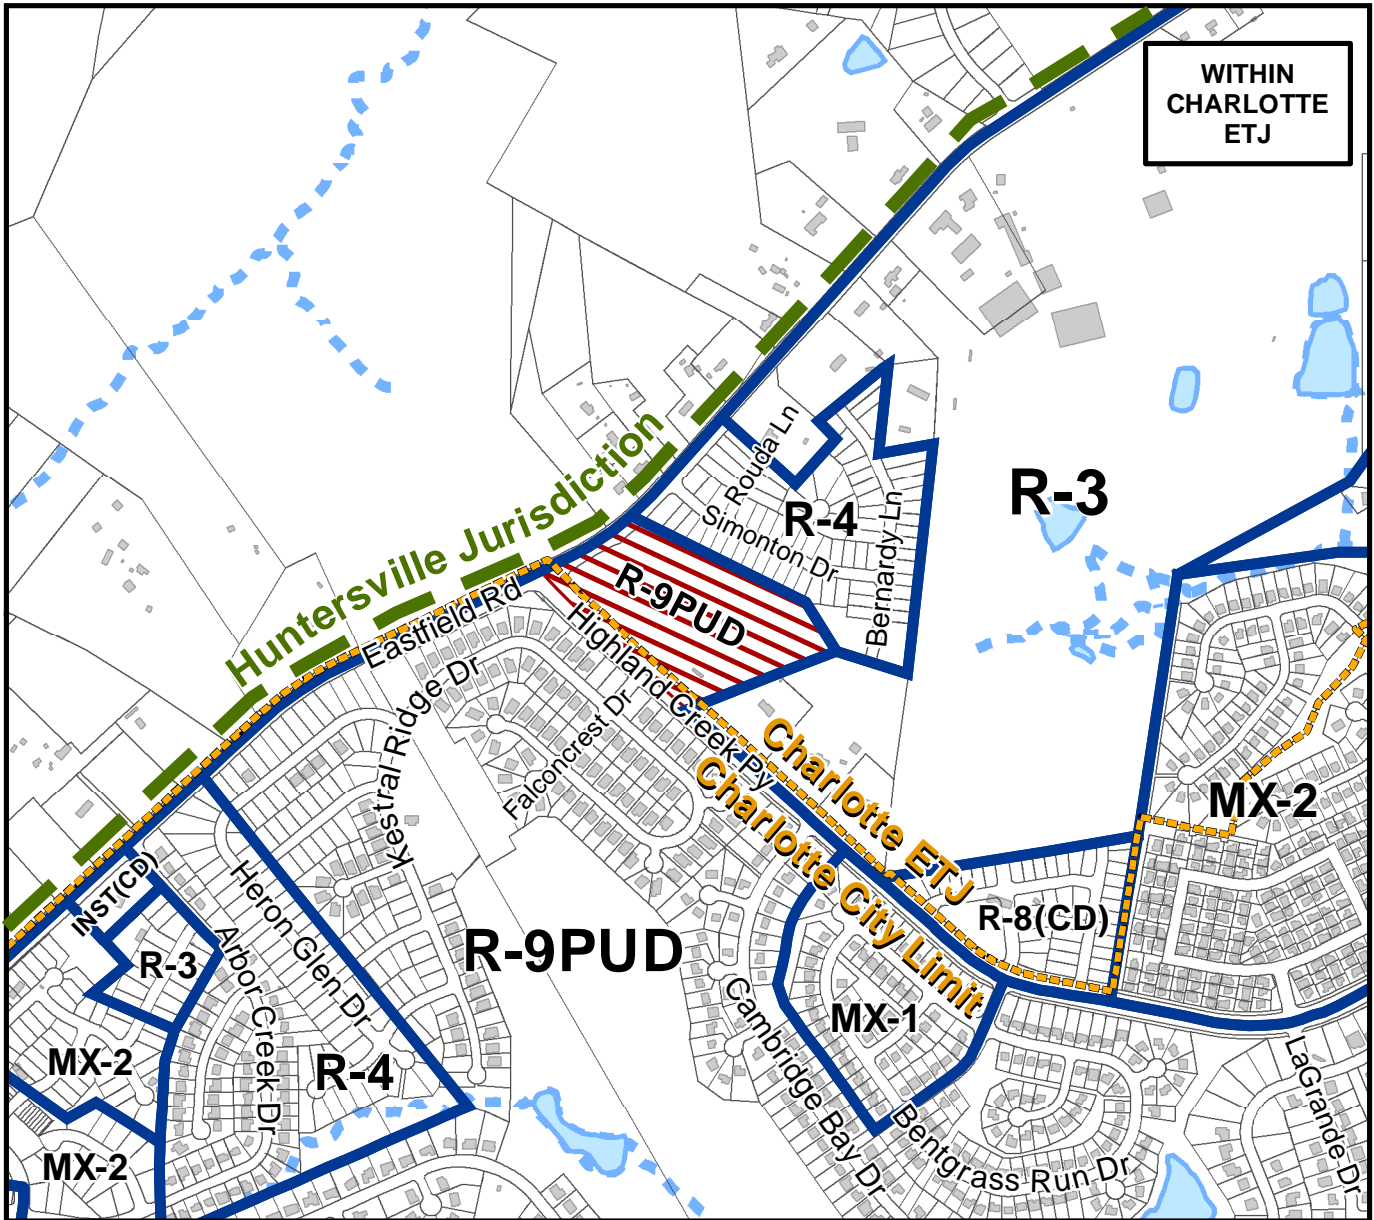 WITHIN
CHARLOTTE
ETJ
Huntersville Jurisdiction
Rouda Ln
R-3
R-4
Simonton Dr
Bernardy Ln
R-9PUD
Eastfield Rd
Highland Creek Py
Kestral Ridge Dr
Falconcrest Dr
Charlotte ETJ
Charlotte City Limit
MX-2
INST(CD)
Heron Glen Dr
R-8(CD)
R-9PUD
R-3
Arbor Creek Dr
MX-1
Cambridge Bay Dr
MX-2
R-4
LaGrande Dr
Bentgrass Run Dr
MX-2